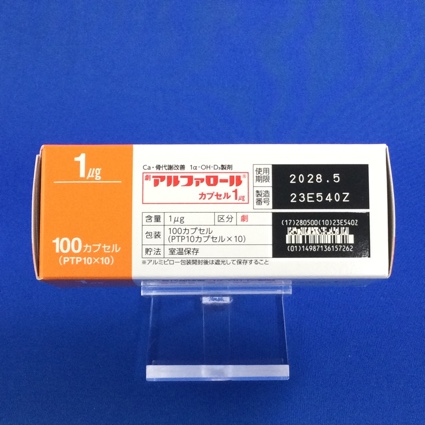 1μg
100カプセル
(PTP10×10)
Ca・骨代謝改善 1α-OH-D₃製剤
劇 アルファロール®
カプセル1μg
含量 1μg 区分 劇
包装 100カプセル
(PTP10カプセル×10)
貯法 室温保存
※アルミピロー包装開封後は遮光して保存すること
使用期限 2028.5
製造番号 23E540Z
(17)280500(10)23E540Z
(01)14987136157262